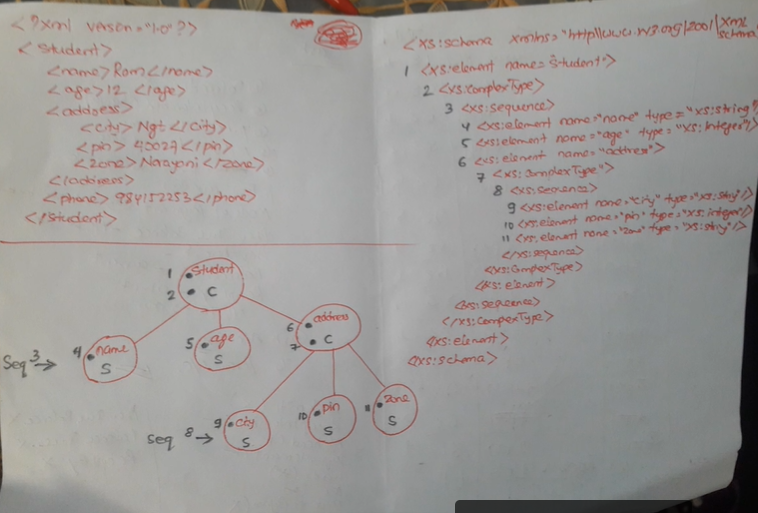 <?xml verson="1.0"?>
<Student>
<name>Ram</name>
<age>12</age>
<address>
<city>Ngt</city>
<pin>40027</pin>
<zone>Narayani</zone>
</address>
<phone>984152253</phone>
</Student>
1 Student
2 C
Seq 3 →
4 name
S
5 age
S
6 address
7 C
seq 8 →
9 city
S
10 pin
S
11 zone
S
<xs:schema xmlns="http//www.w3.org/2001/xml schema"
1 <xs:element name="Student">
2 <xs:complexType>
3 <xs:sequence>
4 <xs:element name="name" type="xs:string"/>
5 <xs:element name="age" type="xs:integer"/>
6 <xs:element name="address">
7 <xs:complexType">
8 <xs:sequence>
9 <xs:element name="city" type="xs:string"/>
10 <xs:element name="pin" type="xs:integer"/>
11 <xs:element name="zone" type="xs:string"/>
</xs:sequence>
<xs:complexType>
<xs:element>
<xs:sequence>
</xs:complexType>
<xs:element>
<xs:schema>